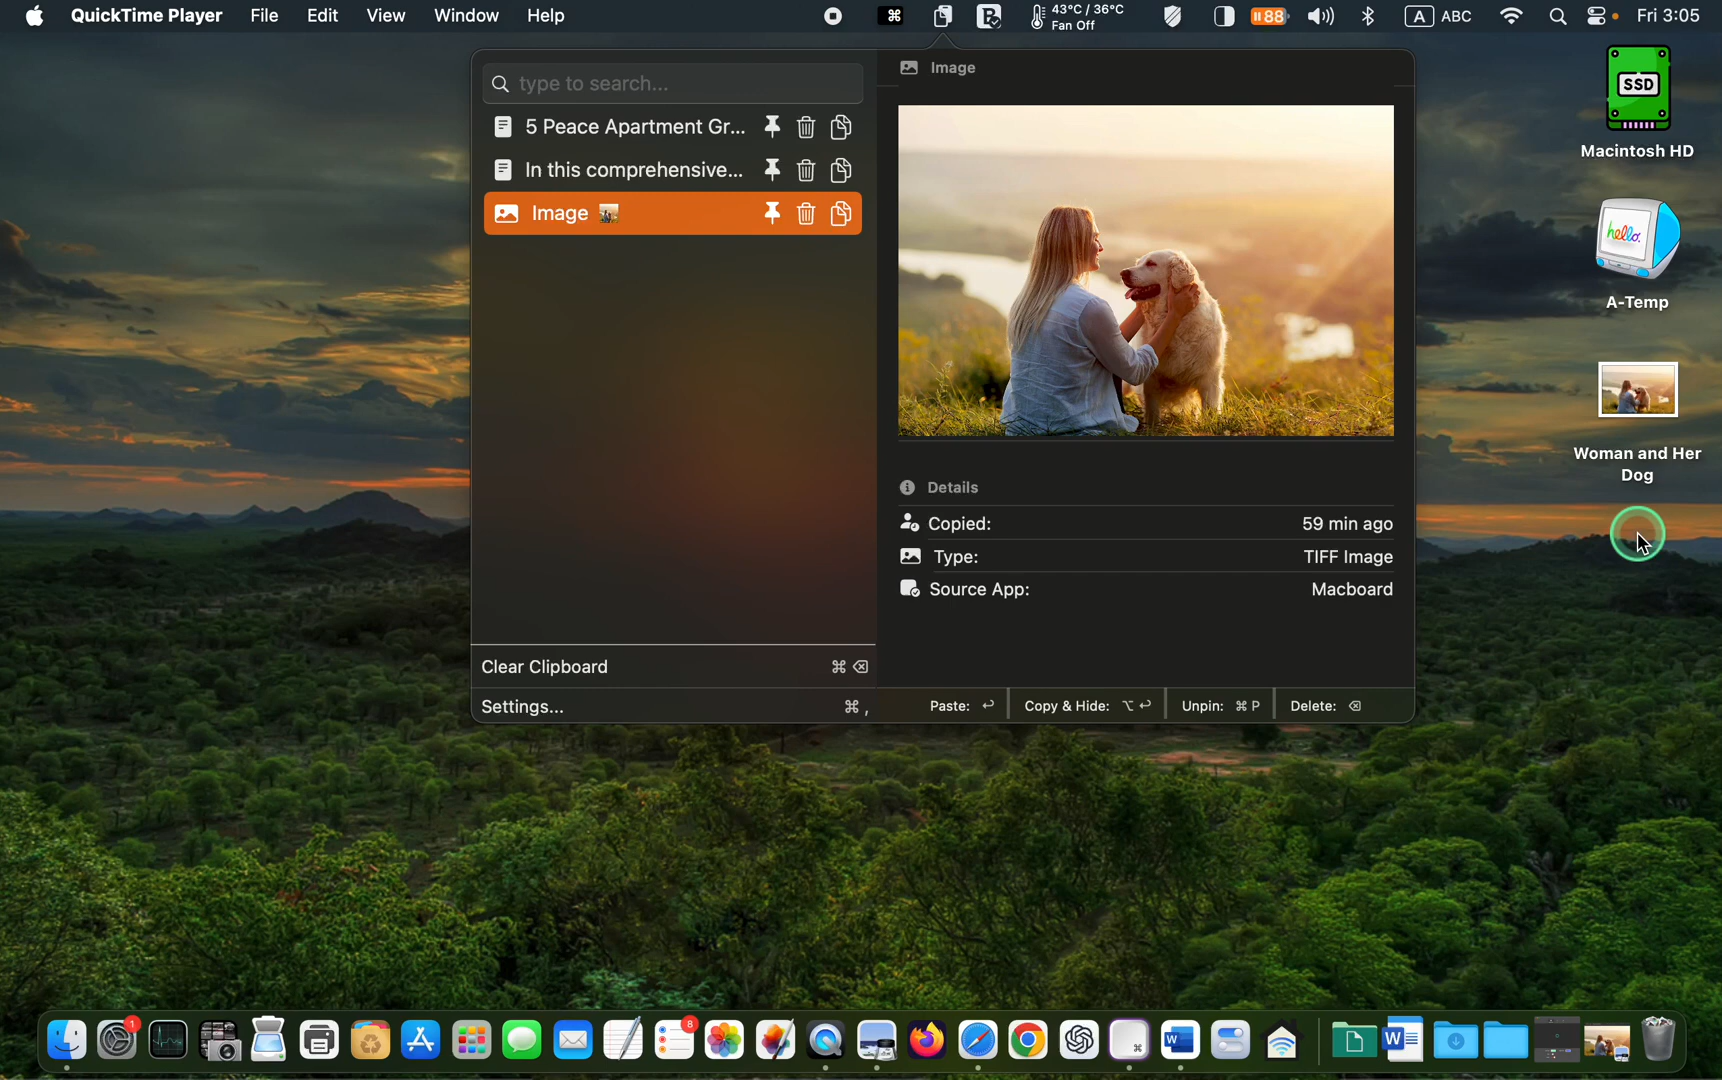 QuickTime Player File Edit View Window Help ⌘ 43°C / 36°C Fan Off 88 A ABC Fri 3:05
type to search...
5 Peace Apartment Gr...
In this comprehensive...
Image
Clear Clipboard ⌘ ⌫
Settings... ⌘ ,
Image
Details
Copied: 59 min ago
Type: TIFF Image
Source App: Macboard
Paste: ↩ Copy & Hide: ⌥ ↩ Unpin: ⌘ P Delete: ⌫
SSD
Macintosh HD
hello.
A-Temp
Woman and Her
Dog
1
8
W
W